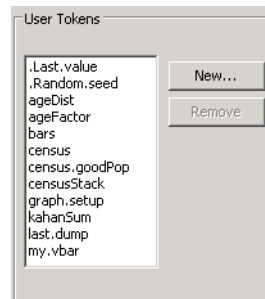 User Tokens
.Last.value
.Random.seed
ageDist
ageFactor
bars
census
census.goodPop
censusStack
graph.setup
kahanSum
last.dump
my.vbar
New...
Remove